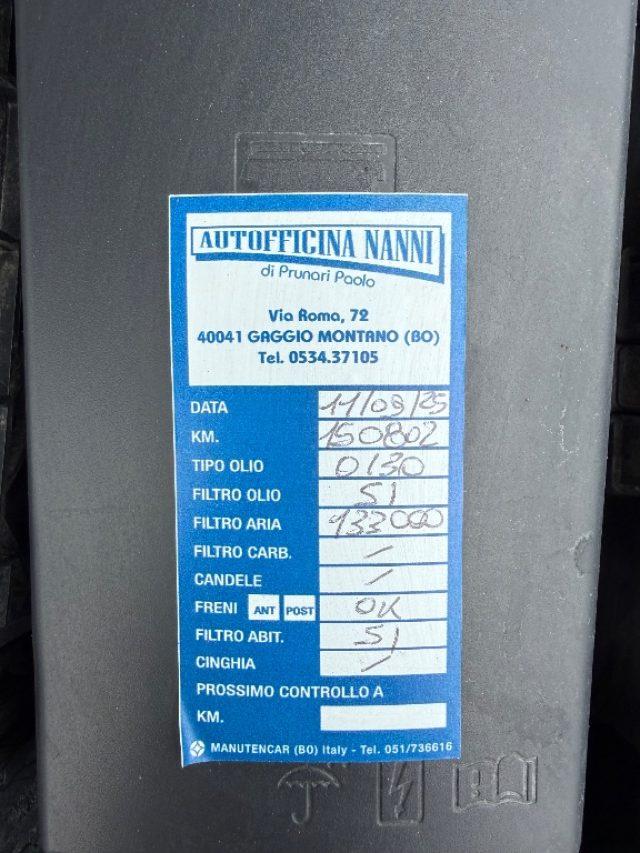 AUTOFFICINA NANNI
di Prunari Paolo
Via Roma, 72
40041 GAGGIO MONTANO (BO)
Tel. 0534.37105
DATA 11/09/25
KM. 150802
TIPO OLIO 0/30
FILTRO OLIO SI
FILTRO ARIA 133000
FILTRO CARB. /
CANDELE /
FRENI ANT POST OK
FILTRO ABIT. SI
CINGHIA /
PROSSIMO CONTROLLO A
KM.
MANUTENCAR (BO) Italy - Tel. 051/736616